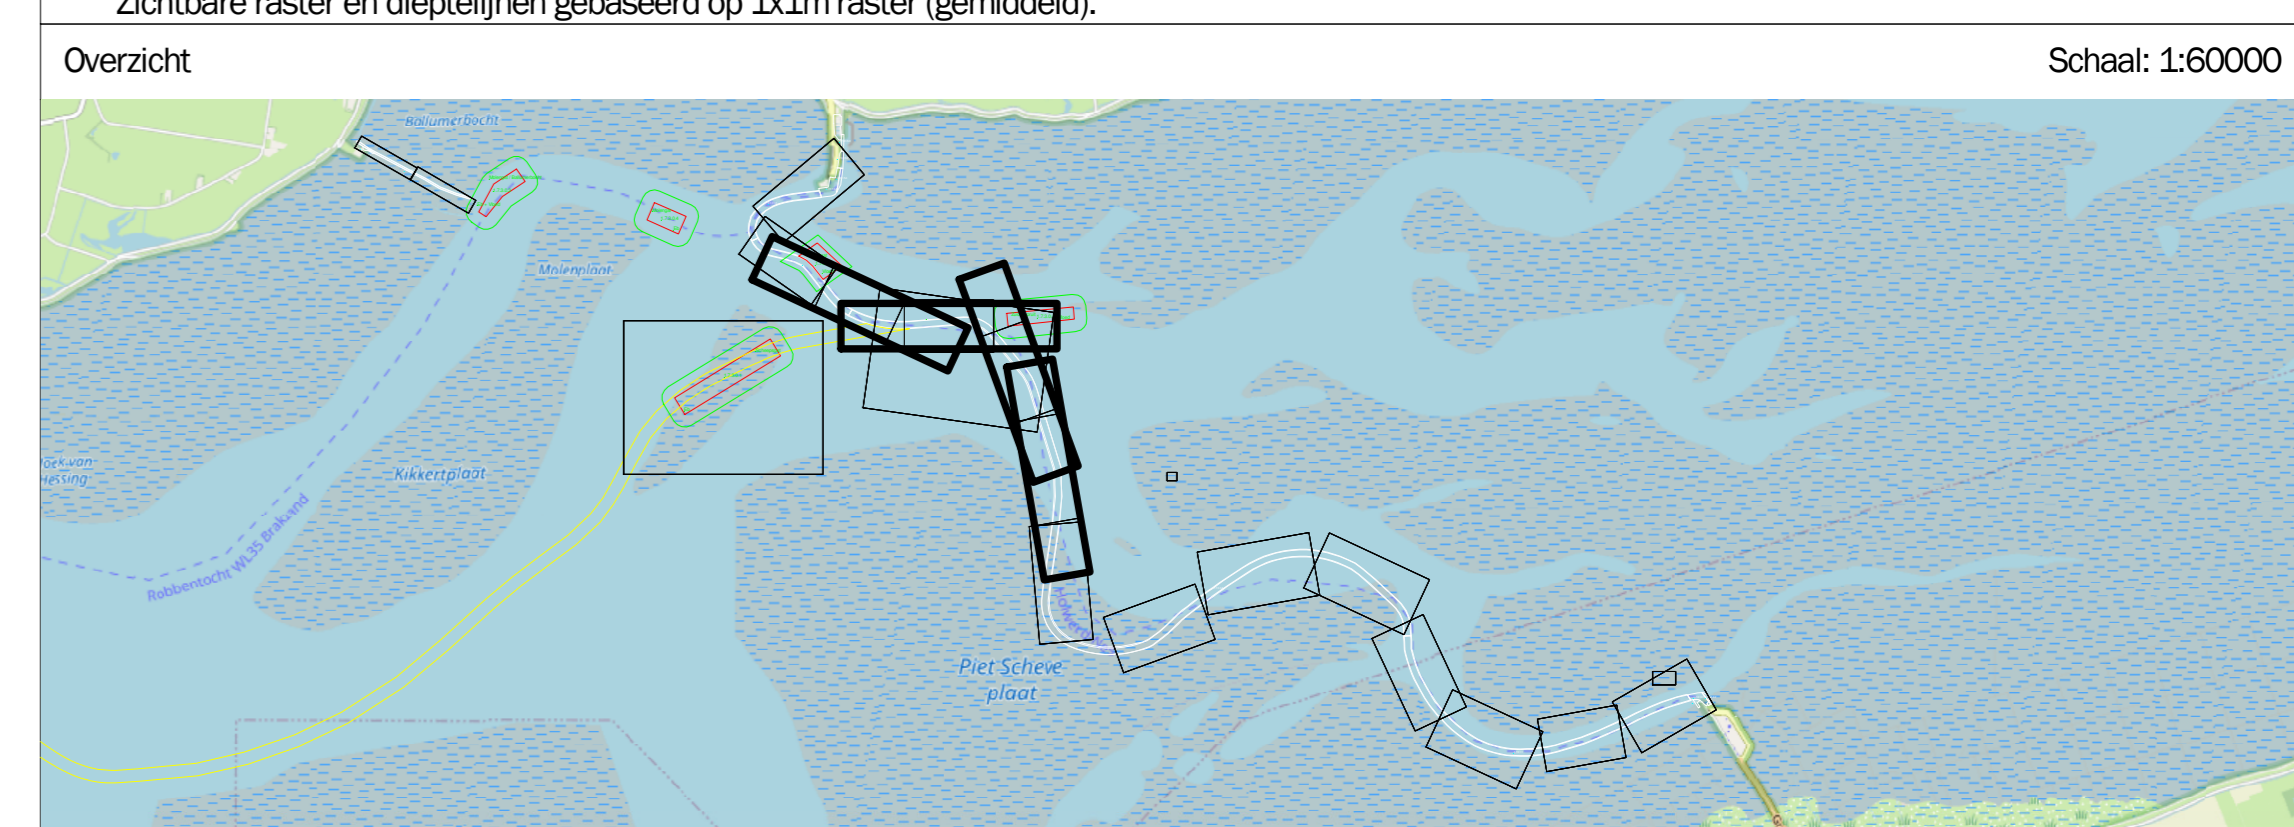 Zichtbare raster en dieptelijnen gebaseerd op 1x1m raster (gemiddeld).
Overzicht
Schaal: 1:60000
Ballumerbocht
Molenplaat
Kikkertplaat
Robbentocht WL35 Brakzand
Piet Scheve
plaat